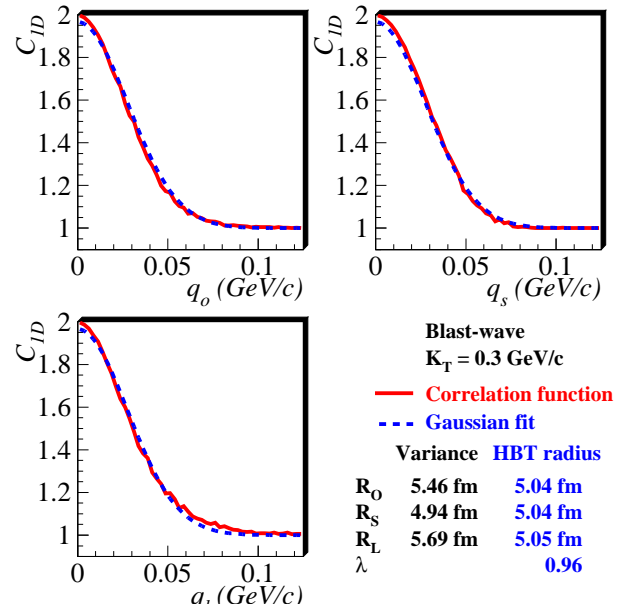 C1D
2
1.8
1.6
1.4
1.2
1
0 0.05 0.1
qo (GeV/c)
C1D
2
1.8
1.6
1.4
1.2
1
0 0.05 0.1
qs (GeV/c)
C1D
2
1.8
1.6
1.4
1.2
1
0 0.05 0.1
(GeV/c)
Blast-wave
KT = 0.3 GeV/c
Correlation function
Gaussian fit
Variance HBT radius
RO 5.46 fm 5.04 fm
RS 4.94 fm 5.04 fm
RL 5.69 fm 5.05 fm
λ 0.96